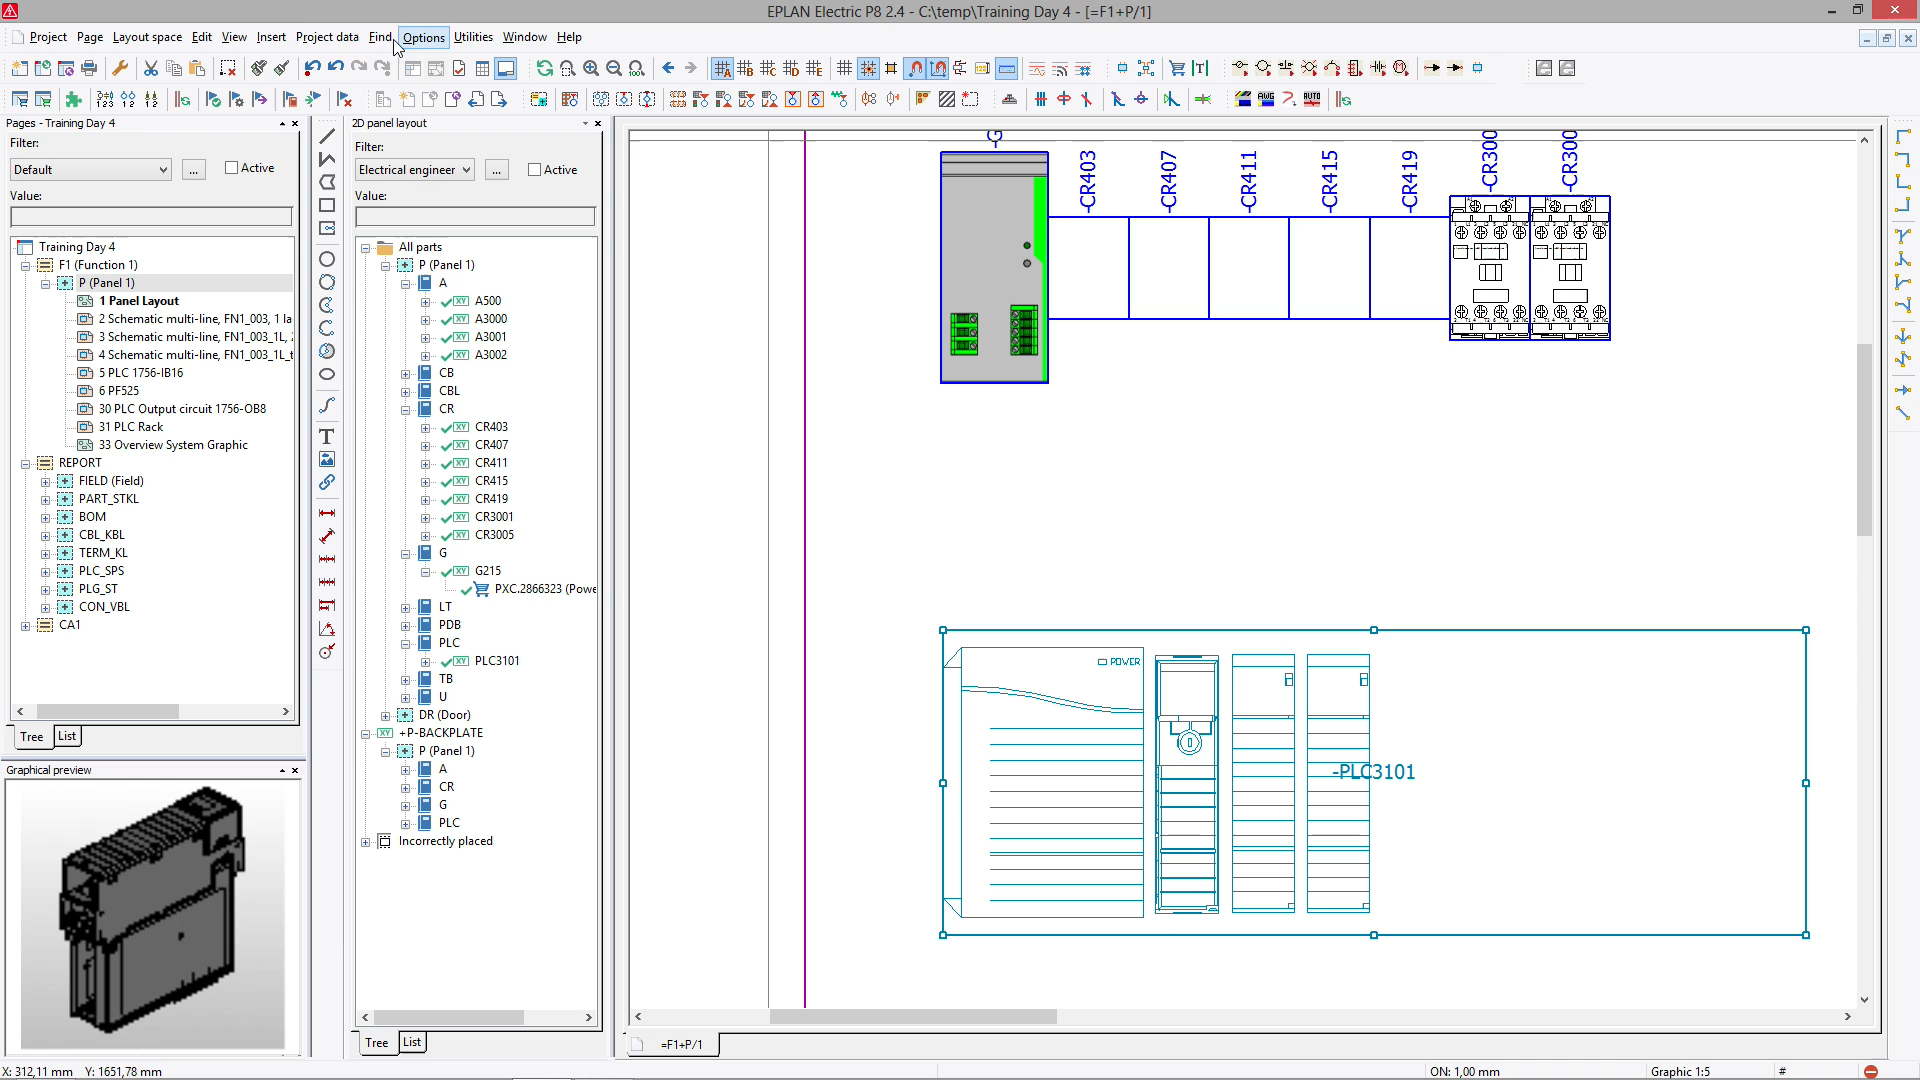 EPLAN Electric P8 2.4 - C:\temp\Training Day 4 - [=F1+P/1]
Project Page Layout space Edit View Insert Project data Find Options Utilities Window Help
Pages - Training Day 4
Filter:
Default
...
Active
Value:
Training Day 4
F1 (Function 1)
P (Panel 1)
1 Panel Layout
2 Schematic multi-line, FN1_003, 1 la
3 Schematic multi-line, FN1_003_1L, 2
4 Schematic multi-line, FN1_003_1L_t
5 PLC 1756-IB16
6 PF525
30 PLC Output circuit 1756-OB8
31 PLC Rack
33 Overview System Graphic
REPORT
FIELD (Field)
PART_STKL
BOM
CBL_KBL
TERM_KL
PLC_SPS
PLG_ST
CON_VBL
CA1
Tree
List
Graphical preview
2D panel layout
Filter:
Electrical engineer
...
Active
Value:
All parts
P (Panel 1)
A
A500
A3000
A3001
A3002
CB
CBL
CR
CR403
CR407
CR411
CR415
CR419
CR3001
CR3005
G
G215
PXC.2866323 (Powe
LT
PDB
PLC
PLC3101
TB
U
DR (Door)
+P-BACKPLATE
P (Panel 1)
A
CR
G
PLC
Incorrectly placed
Tree
List
-CR403
-CR407
-CR411
-CR415
-CR419
-CR300
-CR300
POWER
-PLC3101
=F1+P/1
X: 312,11 mm Y: 1651,78 mm
ON: 1,00 mm
Graphic 1:5
#